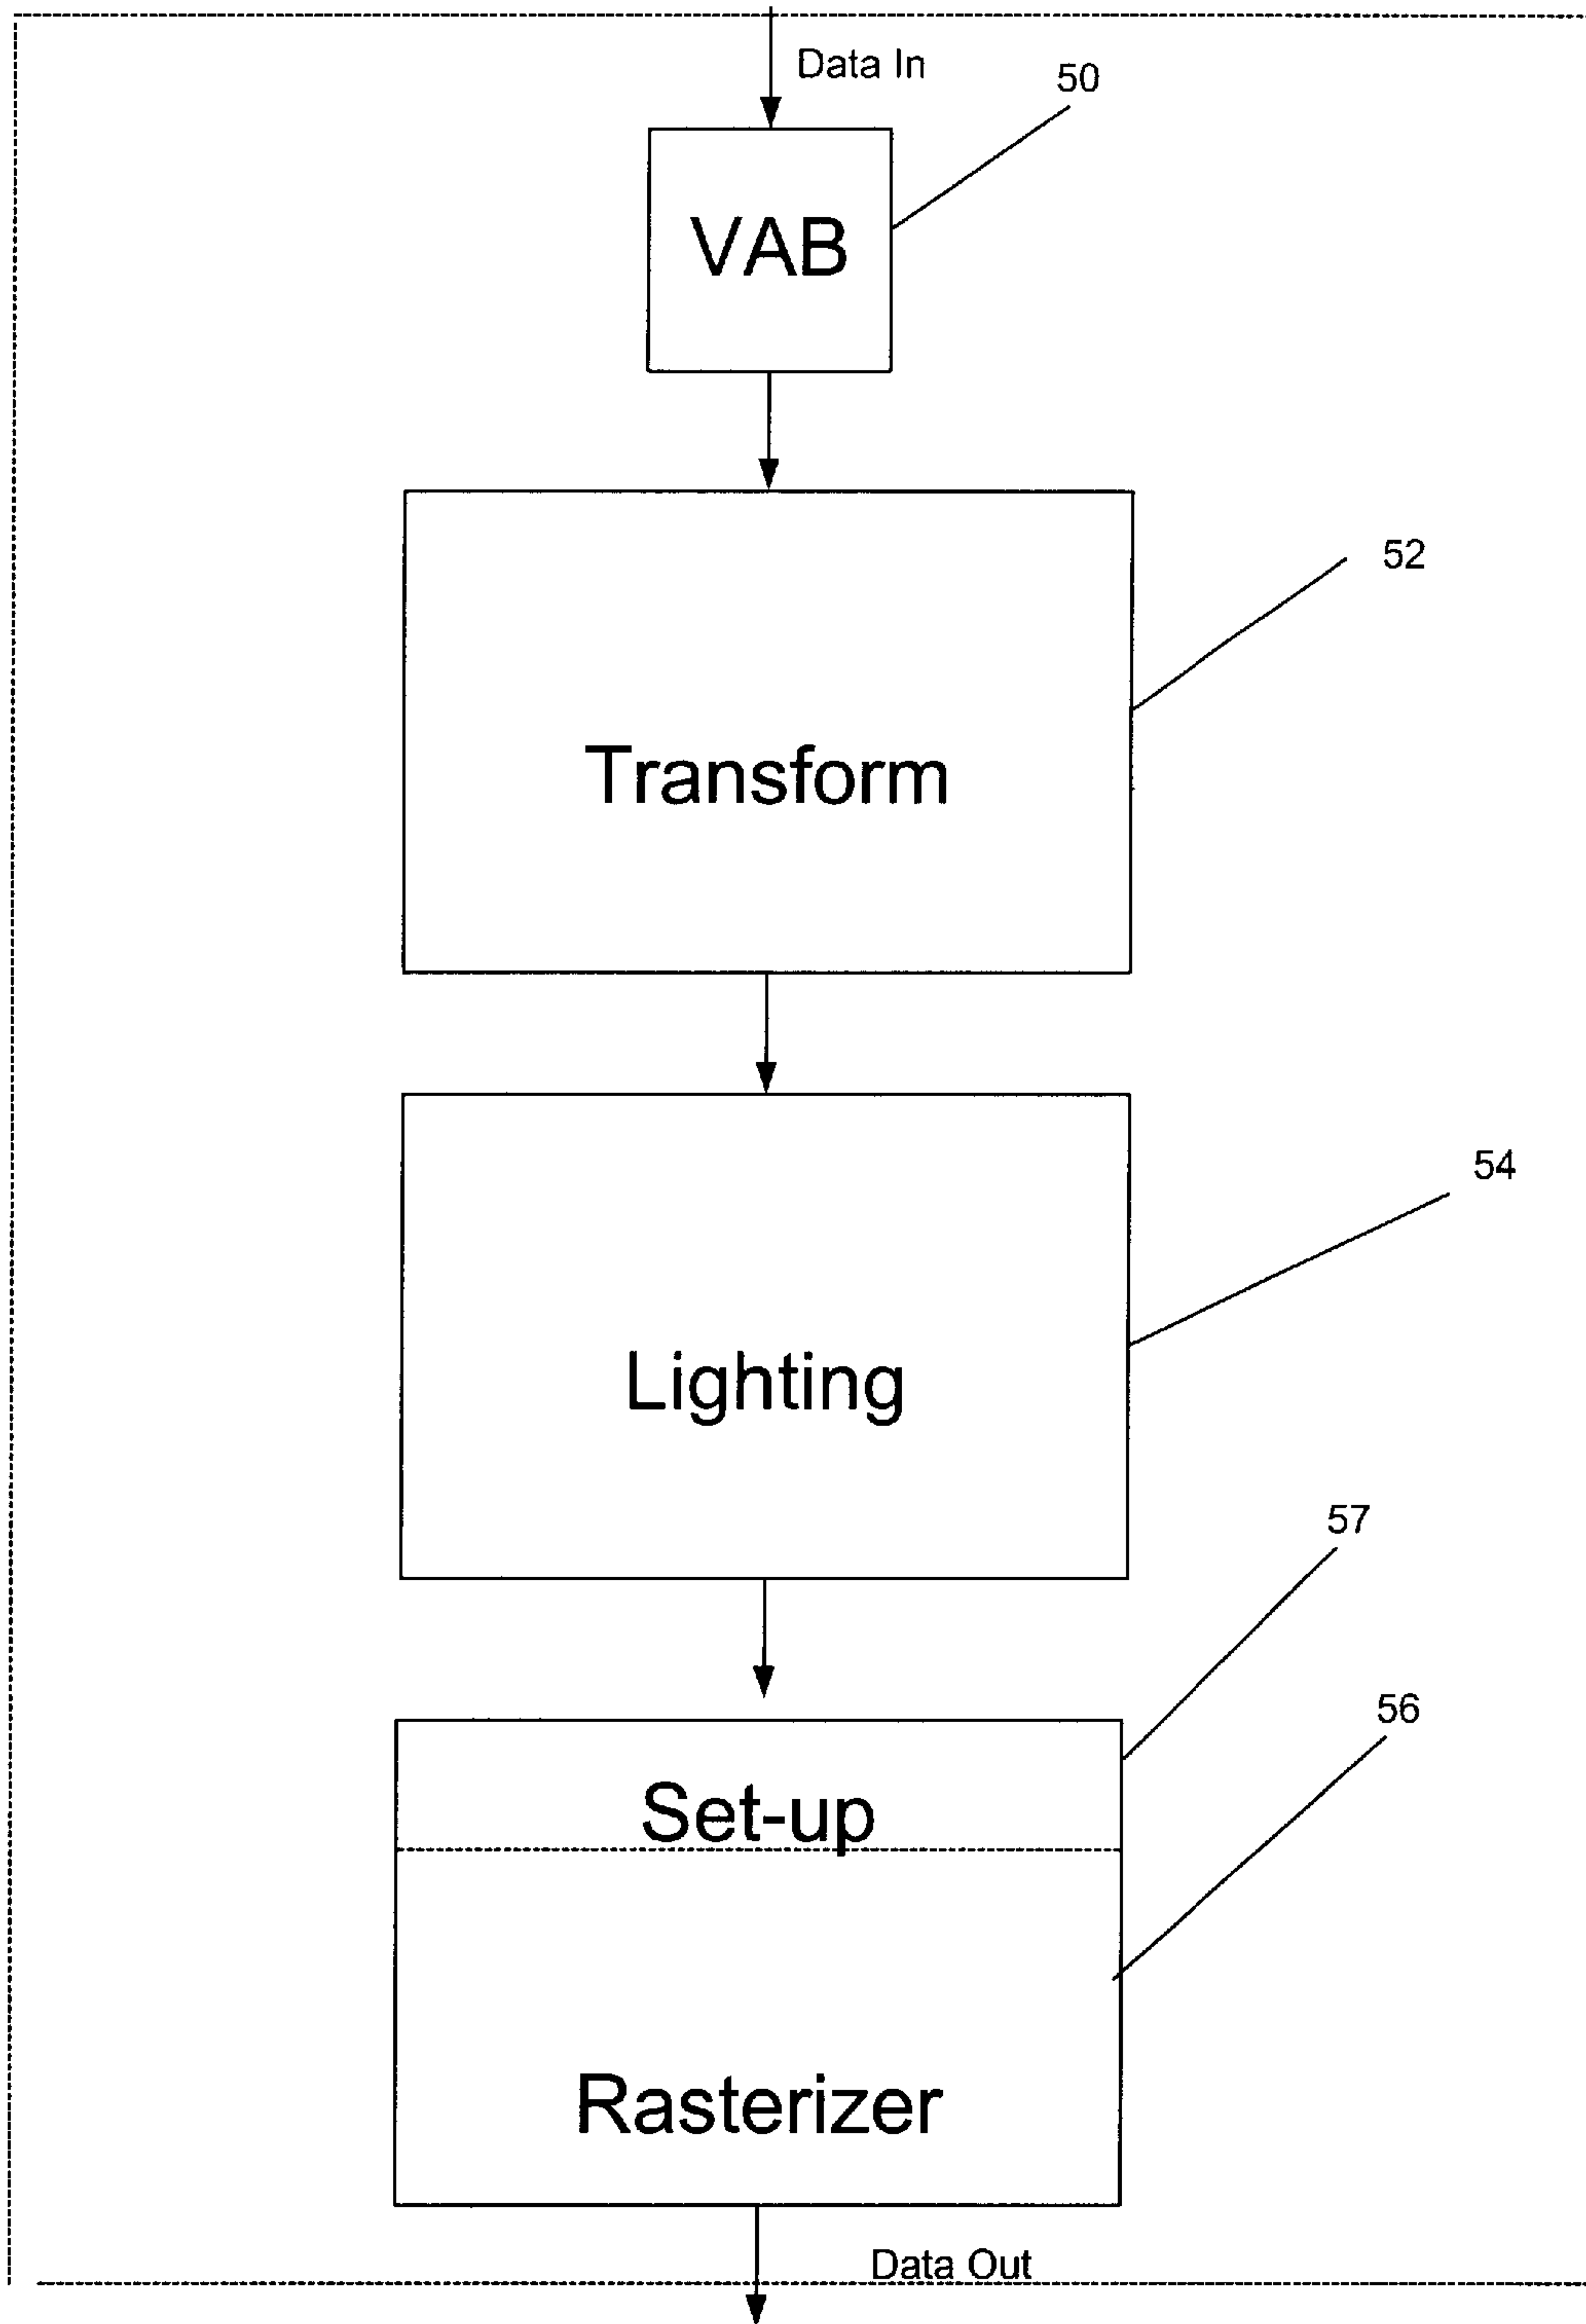 Data In
50
VAB
52
Transform
54
Lighting
57
Set-up
56
Rasterizer
Data Out